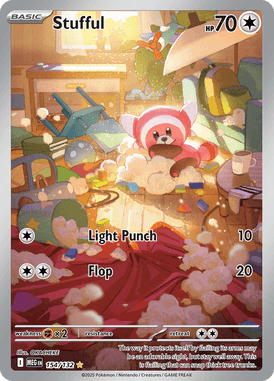 BASIC
Stufful
HP70
Light Punch 10
Flop 20
weakness ×2 resistance retreat
Illus. OKAHEKE
The way it protects itself by flailing its arms may
be an adorable sight, but stay well away. This is
flailing that can snap thick tree trunks.
MEG EN 154/132
©2025 Pokémon / Nintendo / Creatures / GAME FREAK